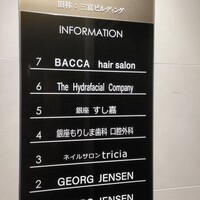 旧称：三富ビルディング
INFORMATION
7 BACCA hair salon
6 The Hydrafacial Company
5 銀座 すし嘉
4 銀座もりしま歯科 口腔外科
3 ネイルサロン tricia
2 GEORG JENSEN
GEORG JENSEN